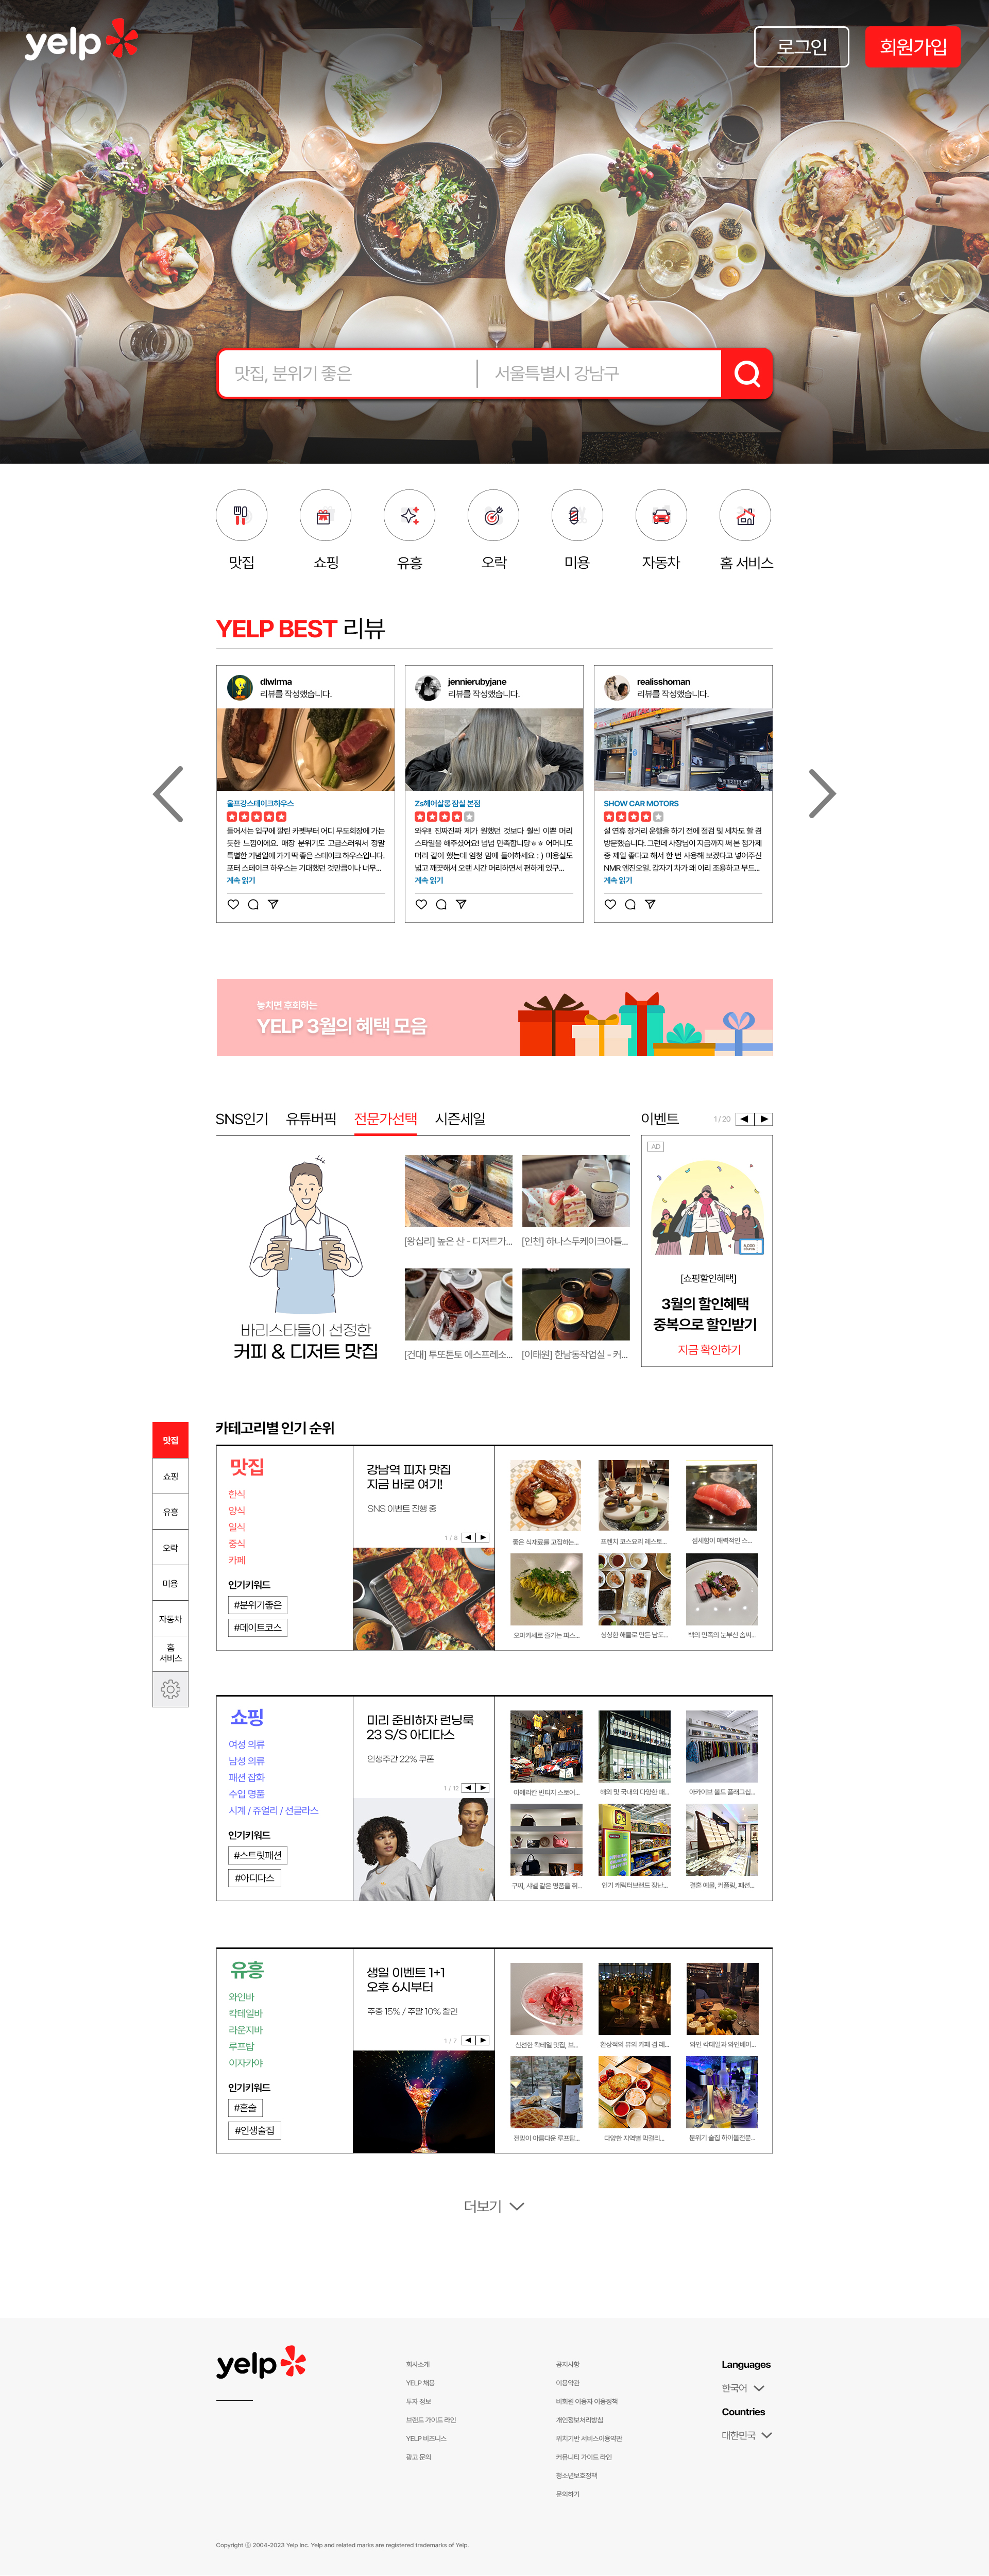 yelp
로그인
회원가입
맛집, 분위기 좋은
서울특별시 강남구
맛집
쇼핑
유흥
오락
미용
자동차
홈 서비스
YELP BEST 리뷰
dlwlrma
리뷰를 작성했습니다.
울프강스테이크하우스
들어서는 입구에 깔린 카펫부터 어디 무도회장에 가는
듯한 느낌이에요. 매장 분위기도 고급스러워서 정말
특별한 기념일에 가기 딱 좋은 스테이크 하우스입니다.
포터 스테이크 하우스는 기대했던 것만큼이나 너무...
계속 읽기
jennierubyjane
리뷰를 작성했습니다.
Zs헤어살롱 잠실 본점
와우!! 진짜진짜 제가 원했던 것보다 훨씬 이쁜 머리
스타일을 해주셨어요! 넘넘 만족합니당ㅎㅎ 어머니도
머리 같이 했는데 엄청 맘에 들어하세요 : ) 미용실도
넓고 깨끗해서 오랜 시간 머리하면서 편하게 있구...
계속 읽기
realisshoman
리뷰를 작성했습니다.
SHOW CAR MOTORS
설 연휴 장거리 운행을 하기 전에 점검 및 세차도 할 겸
방문했습니다. 그런데 사장님이 지금까지 써 본 첨가제
중 제일 좋다고 해서 한 번 사용해 보겠다고 넣어주신
NMR 엔진오일. 갑자기 차가 왜 이리 조용하고 부드...
계속 읽기
놓치면 후회하는
YELP 3월의 혜택 모음
SNS인기
유튜버픽
전문가선택
시즌세일
바리스타들이 선정한
커피 & 디저트 맛집
[왕십리] 높은 산 - 디저트가...
[인천] 하나스두케이크아틀...
[건대] 투또톤토 에스프레소...
[이태원] 한남동작업실 - 커...
이벤트
1 / 20
AD
[쇼핑할인혜택]
3월의 할인혜택
중복으로 할인받기
지금 확인하기
맛집
쇼핑
유흥
오락
미용
자동차
홈
서비스
카테고리별 인기 순위
맛집
한식
양식
일식
중식
카페
인기키워드
#분위기좋은
#데이트코스
강남역 피자 맛집
지금 바로 여기!
SNS 이벤트 진행 중
1 / 8
좋은 식재료를 고집하는...
프렌치 코스요리 레스토...
섬세함이 매력적인 스...
오마카세로 즐기는 파스...
싱싱한 해물로 만든 남도...
백의 민족의 눈부신 솜씨...
쇼핑
여성 의류
남성 의류
패션 잡화
수입 명품
시계 / 쥬얼리 / 선글라스
인기키워드
#스트릿패션
#아디다스
미리 준비하자 런닝룩
23 S/S 아디다스
인생주간 22% 쿠폰
1 / 12
아메리칸 빈티지 스토어...
해외 및 국내의 다양한 패...
아카이브 볼드 플래그십...
구찌, 샤넬 같은 명품을 취...
인기 캐릭터브랜드 장난...
결혼 예물, 커플링, 패션...
유흥
와인바
칵테일바
라운지바
루프탑
이자카야
인기키워드
#혼술
#인생술집
생일 이벤트 1+1
오후 6시부터
주중 15% / 주말 10% 할인
1 / 7
신선한 칵테일 맛집, 브...
환상적의 뷰의 카페 겸 레...
와인 칵테일과 와인베이...
전망이 아름다운 루프탑...
다양한 지역별 막걸리...
분위기 술집 하이볼전문...
더보기
yelp
회사소개
YELP 채용
투자 정보
브랜드 가이드 라인
YELP 비즈니스
광고 문의
공지사항
이용약관
비회원 이용자 이용정책
개인정보처리방침
위치기반 서비스이용약관
커뮤니티 가이드 라인
청소년보호정책
문의하기
Languages
한국어
Countries
대한민국
Copyright ⓒ 2004-2023 Yelp Inc. Yelp and related marks are registered trademarks of Yelp.